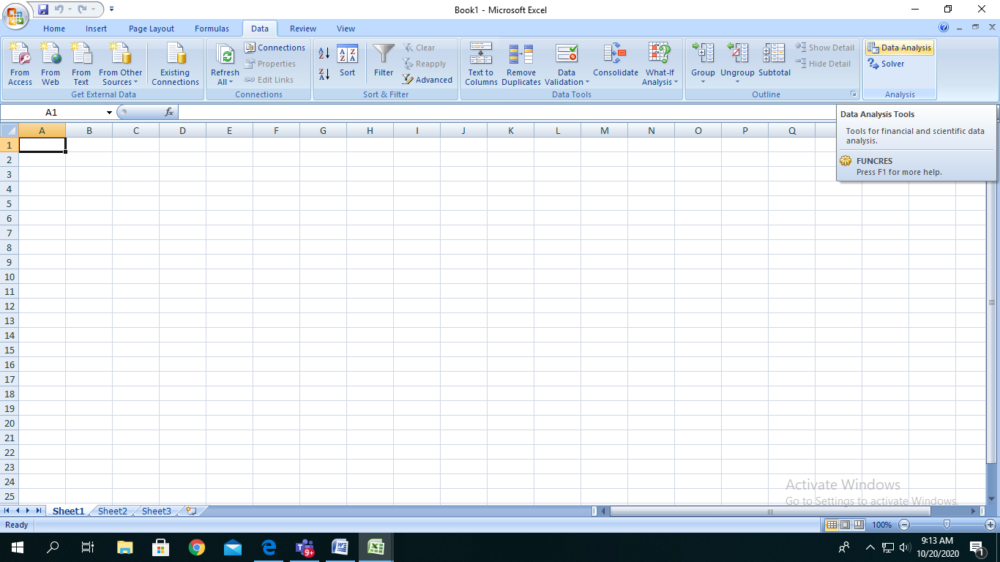 Book1 - Microsoft Excel
Home Insert Page Layout Formulas Data Review View
From Access
From Web
From Text
From Other Sources
Existing Connections
Get External Data
Refresh All
Connections
Properties
Edit Links
Connections
Sort
Filter
Clear
Reapply
Advanced
Sort & Filter
Text to Columns
Remove Duplicates
Data Validation
Consolidate
What-If Analysis
Data Tools
Group
Ungroup
Subtotal
Show Detail
Hide Detail
Outline
Data Analysis
Solver
Analysis
A1 fx
Data Analysis Tools
Tools for financial and scientific data
analysis.
FUNCRES
Press F1 for more help.
A B C D E F G H I J K L M N O P Q
1
2
3
4
5
6
7
8
9
10
11
12
13
14
15
16
17
18
19
20
21
22
23
24
25
Activate Windows
Go to Settings to activate Windows.
Sheet1 Sheet2 Sheet3
Ready 100%
9+
9:13 AM
10/20/2020
1